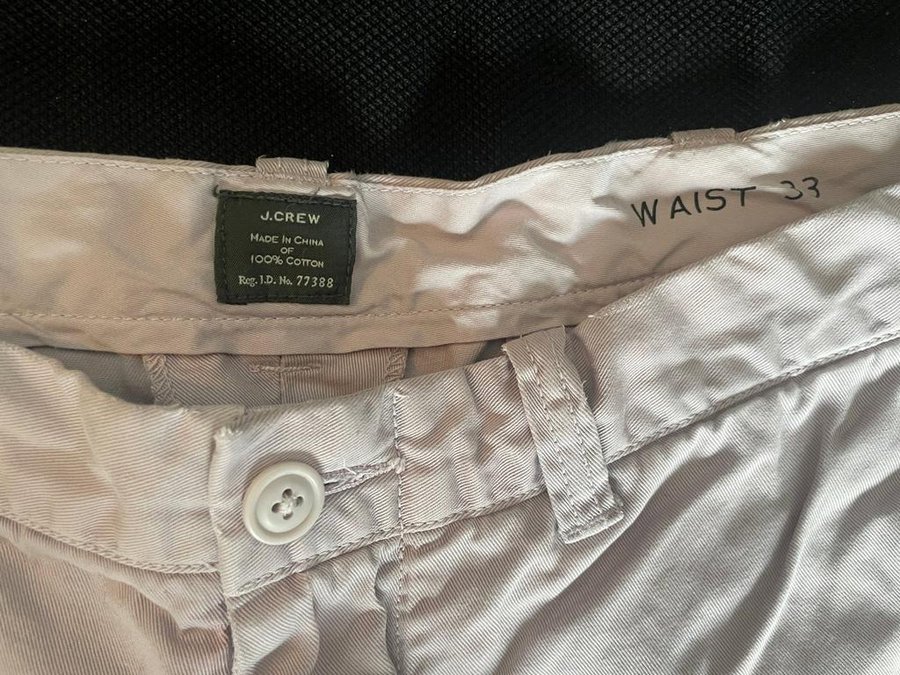 J.CREW
MADE IN CHINA
OF
100% COTTON
Reg. I.D. No. 77388
WAIST 33